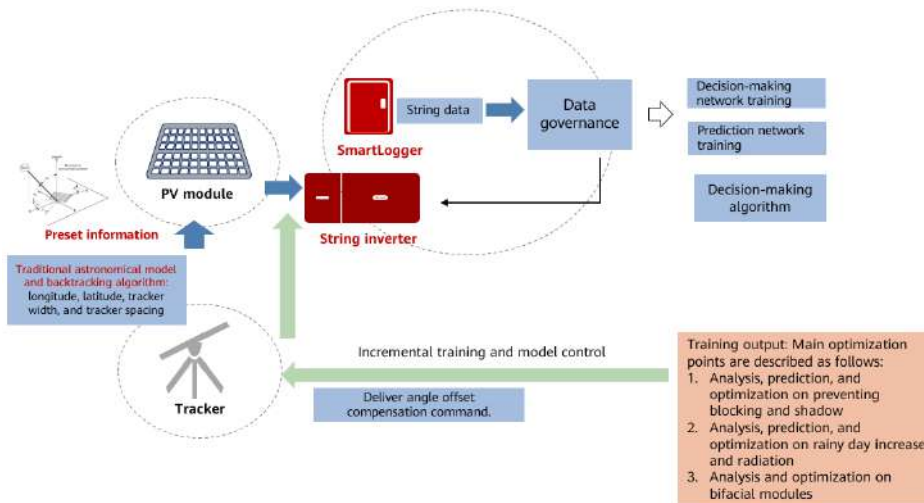 SmartLogger
String data
Data
governance
Decision-making
network training
Prediction network
training
Decision-making
algorithm
PV module
String inverter
Preset information
Traditional astronomical model
and backtracking algorithm:
longitude, latitude, tracker
width, and tracker spacing
Tracker
Incremental training and model control
Deliver angle offset
compensation command.
Training output: Main optimization
points are described as follows:
1. Analysis, prediction, and
optimization on preventing
blocking and shadow
2. Analysis, prediction, and
optimization on rainy day increase
and radiation
3. Analysis and optimization on
bifacial modules